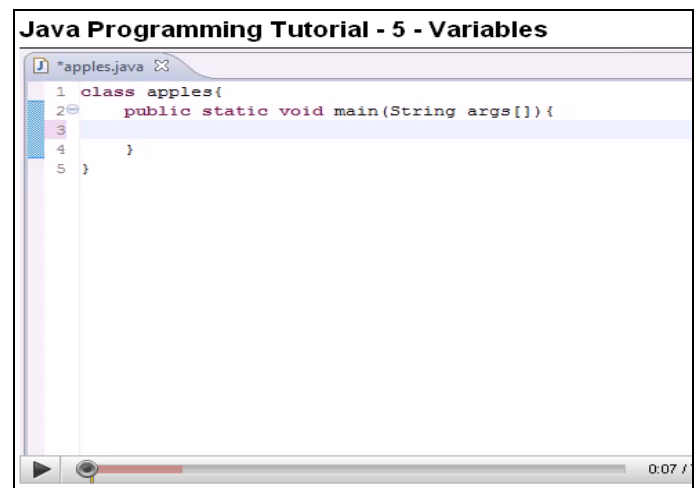 Java Programming Tutorial - 5 - Variables
*apples.java
1 class apples{
2 public static void main(String args[]){
3
4 }
5 }
0:07 /